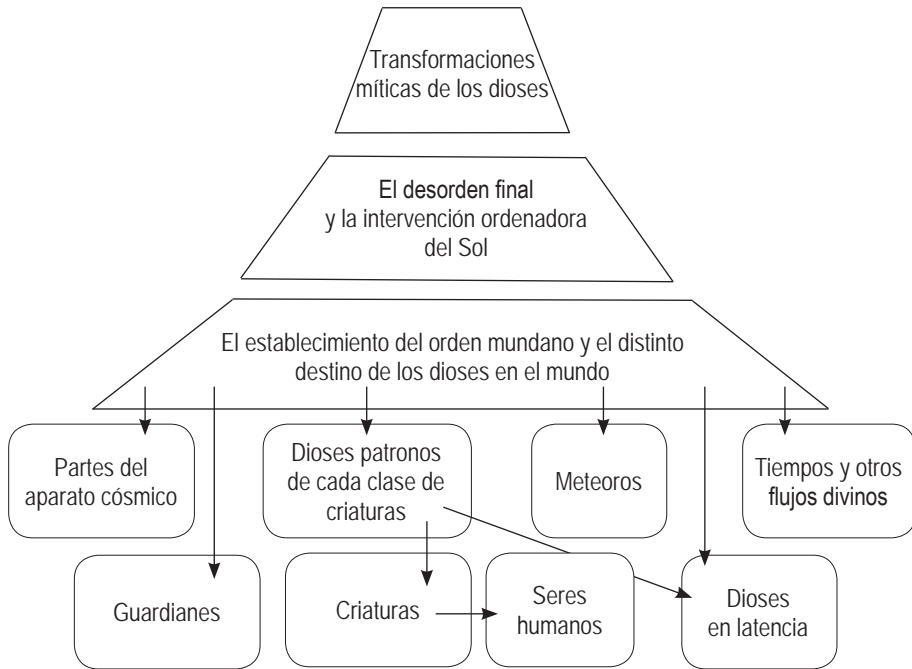 Transformaciones
míticas de los dioses
El desorden final
y la intervención ordenadora
del Sol
El establecimiento del orden mundano y el distinto
destino de los dioses en el mundo
Partes del
aparato cósmico
Dioses patronos
de cada clase de
criaturas
Meteoros
Tiempos y otros
flujos divinos
Guardianes
Criaturas
Seres
humanos
Dioses
en latencia